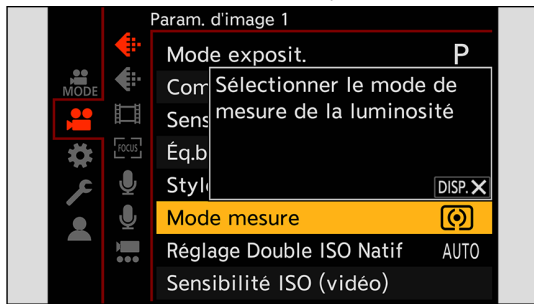 Param. d'image 1
MODE
FOCUS
Mode exposit. P
Com
Sens
Éq.b
Styl
Sélectionner le mode de
mesure de la luminosité
DISP.
Mode mesure
Réglage Double ISO Natif AUTO
Sensibilité ISO (vidéo)